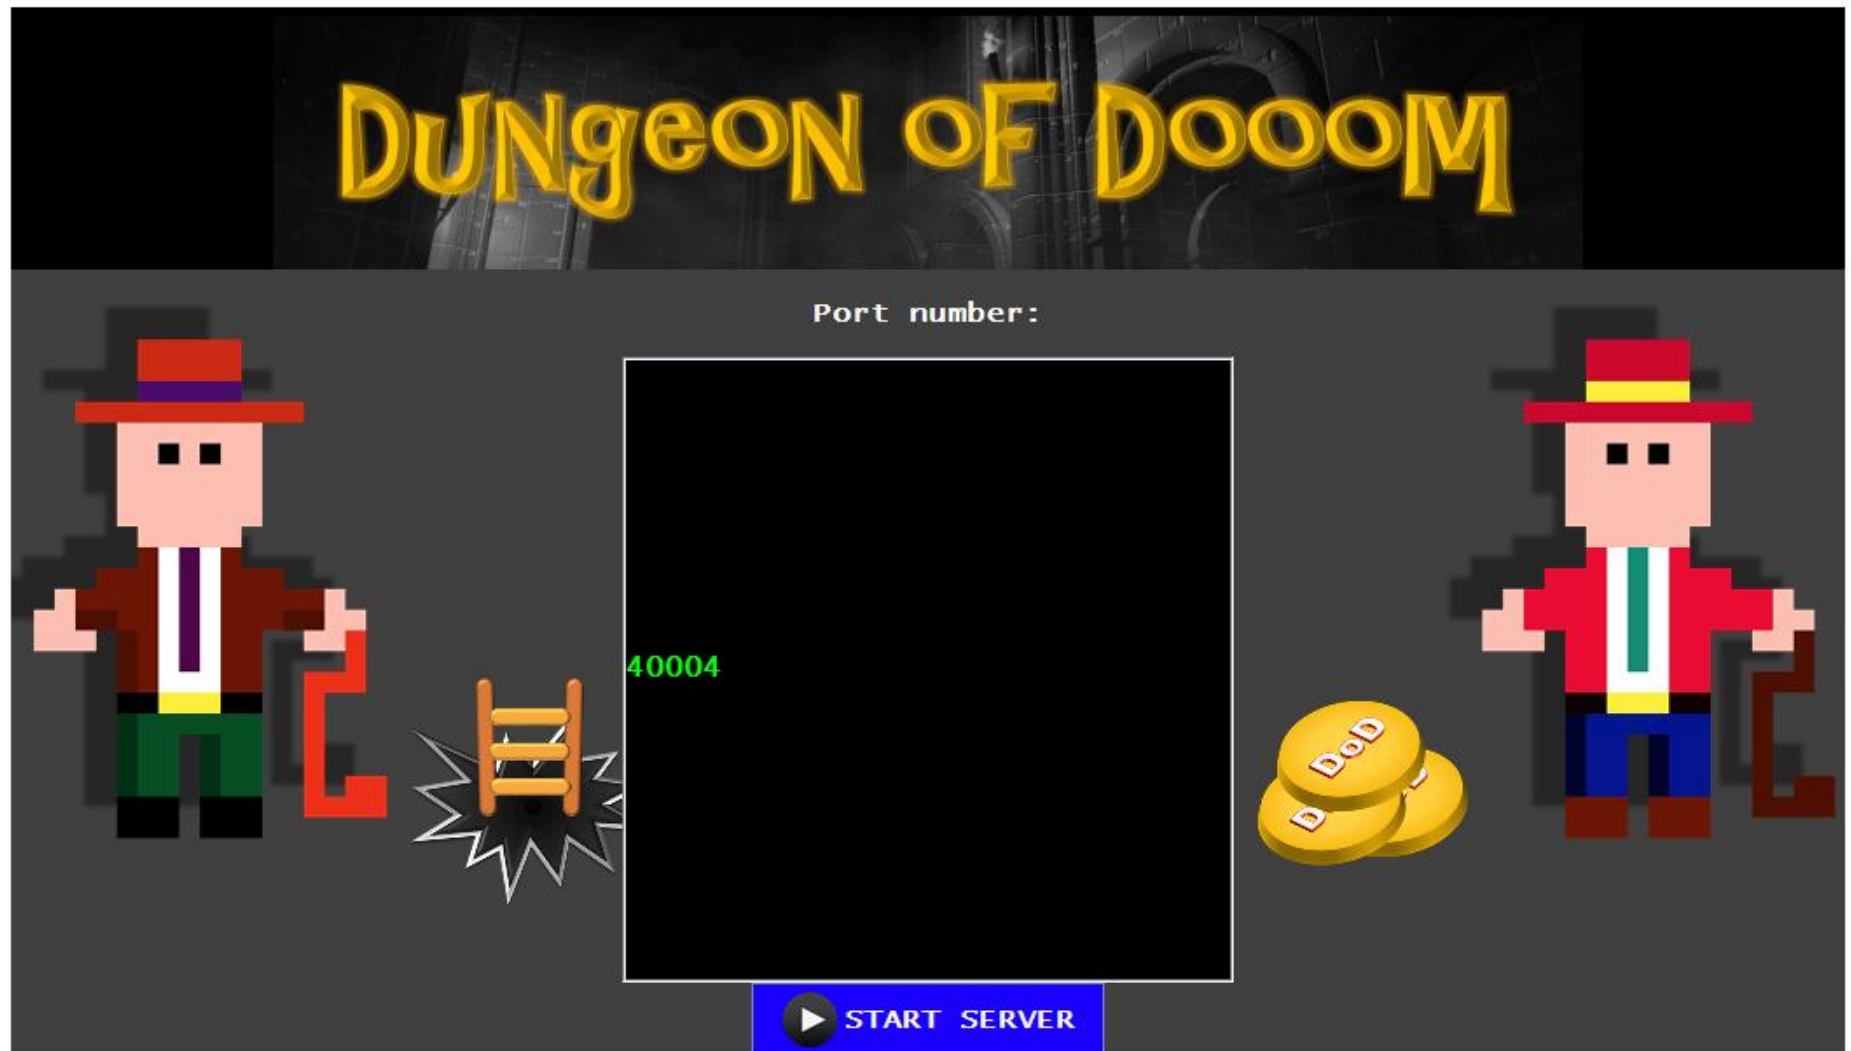 DUNgeoN oF DoooM
Port number:
40004
DoD
D
D
START SERVER